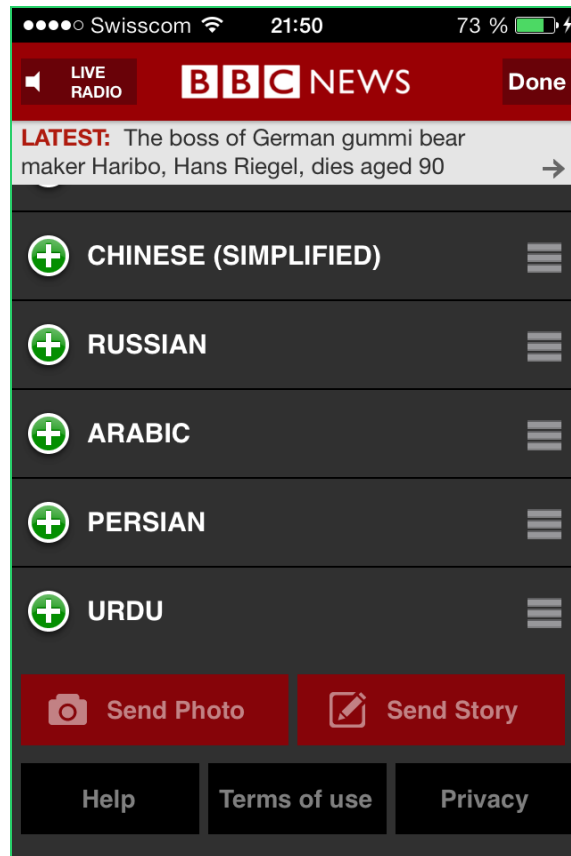 Swisscom 21:50 73 %
LIVE
RADIO
BBC NEWS
Done
LATEST: The boss of German gummi bear
maker Haribo, Hans Riegel, dies aged 90
CHINESE (SIMPLIFIED)
RUSSIAN
ARABIC
PERSIAN
URDU
Send Photo Send Story
Help Terms of use Privacy